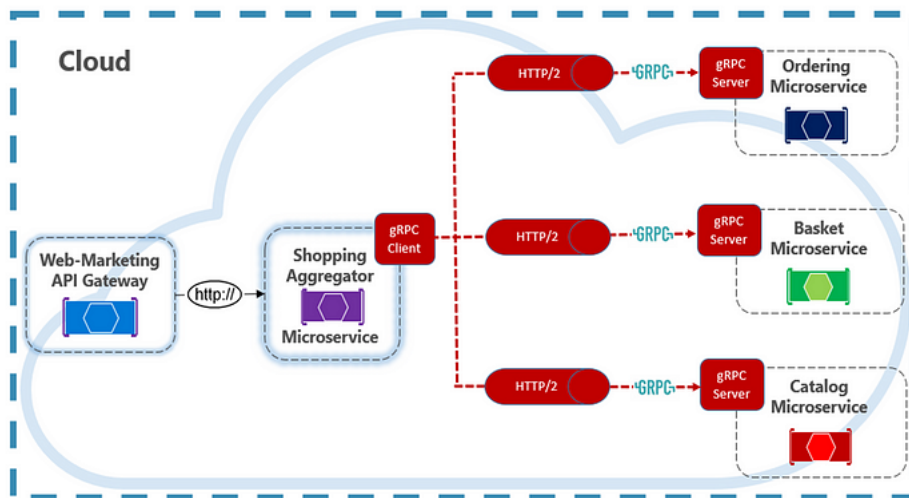 Cloud
Web-Marketing
API Gateway
http://
Shopping
Aggregator
Microservice
gRPC
Client
HTTP/2
GRPC
gRPC
Server
Ordering
Microservice
HTTP/2
GRPC
gRPC
Server
Basket
Microservice
HTTP/2
GRPC
gRPC
Server
Catalog
Microservice